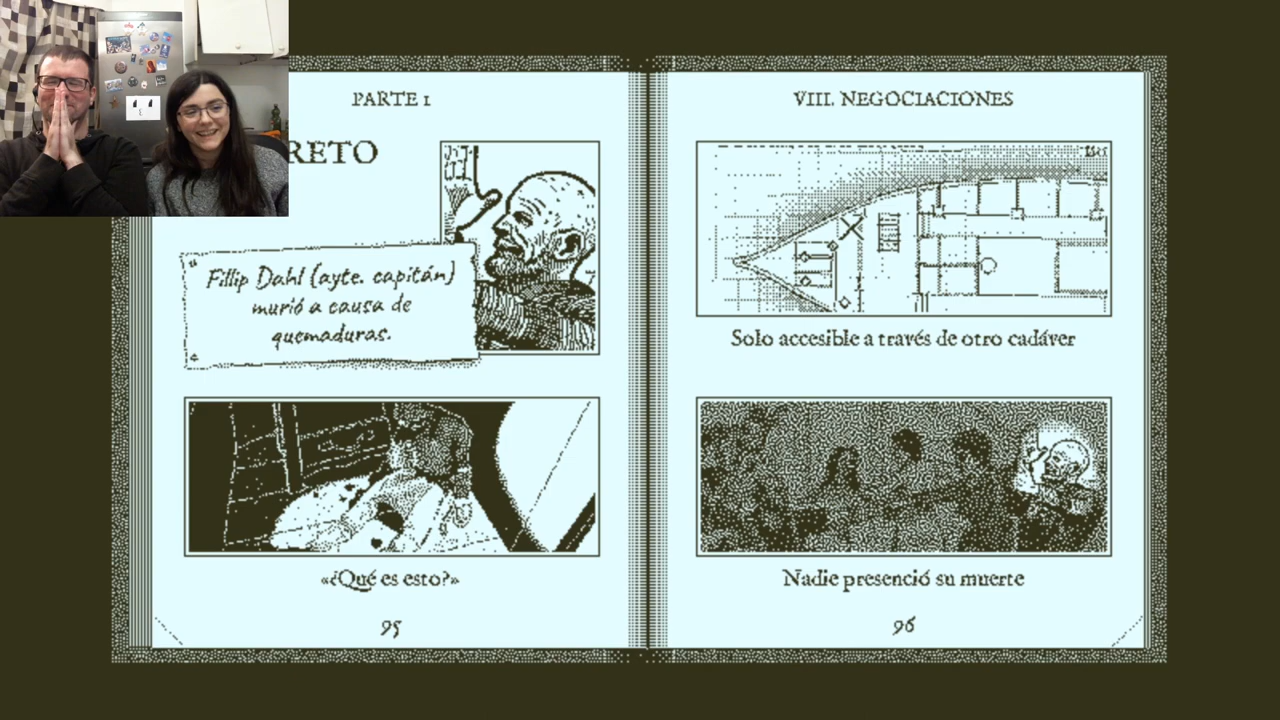 PARTE 1
RETO
Fillip Dahl (ayte. capitán)
murió a causa de
quemaduras.
«¿Qué es esto?»
95
VIII. NEGOCIACIONES
Solo accesible a través de otro cadáver
Nadie presenció su muerte
96